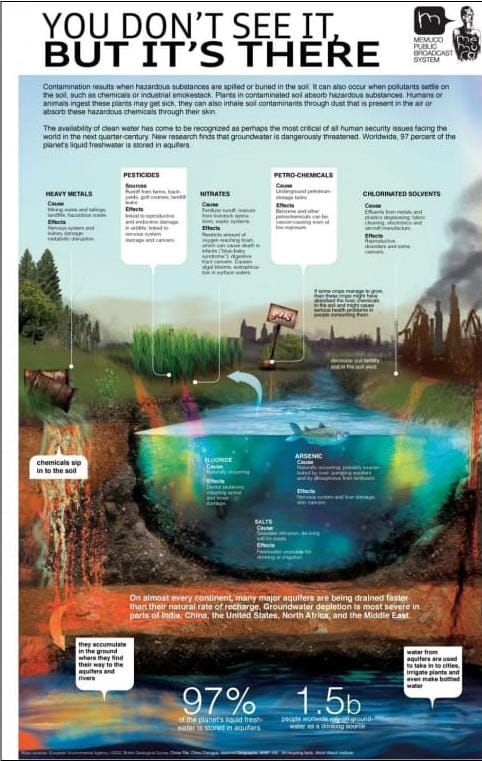 YOU DON'T SEE IT,
BUT IT'S THERE
MEMUCO
PUBLIC
BROADCAST
SYSTEM
Contamination results when hazardous substances are spilled or buried in the soil. It can also occur when pollutants settle on
the soil, such as chemicals or industrial smokestack. Plants in contaminated soil absorb hazardous substances. Humans or
animals ingest these plants may get sick, they can also inhale soil contaminants through dust that is present in the air or
absorb these hazardous chemicals through their skin.
The availability of clean water has come to be recognized as perhaps the most critical of all human security issues facing the
world in the next quarter-century. New research finds that groundwater is dangerously threatened. Worldwide, 97 percent of the
planet's liquid freshwater is stored in aquifers.
HEAVY METALS
Cause
Mining waste and tailings,
landfills, hazardous waste.
Effects
Nervous system and
kidney damage;
metabolic disruption.
PESTICIDES
Sources
Runoff from farms, back-
yards, golf courses; landfill
leaks.
Effects
linked to reproductive
and endocrine damage
in wildlife; linked to
nervous system
damage and cancers.
NITRATES
Cause
Fertilizer runoff; manure
from livestock opera-
tions; septic systems.
Effects
Restricts amount of
oxygen reaching brain,
which can cause death in
infants ("blue-baby
syndrome"); digestive
tract cancers. Causes
algal blooms, eutrophica-
tion in surface waters.
PETRO-CHEMICALS
Cause
Underground petroleum
storage tanks.
Effects
Benzene and other
petrochemicals can be
cancer-causing even at
low exposure.
CHLORINATED SOLVENTS
Cause
Effluents from metals and
plastics degreasing; fabric
cleaning, electronics and
aircraft manufacture.
Effects
Reproductive
disorders and some
cancers.
If some crops manage to grow,
then these crops might have
absorbed the toxic chemicals
in the soil and might cause
serious health problems in
people consuming them
decrease soil fertility
and in the soil yield
chemicals sip
in to the soil
FLUORIDE
Cause
Naturally occurring
Effects
Dental problems;
crippling spinal
and bone
damage.
ARSENIC
Cause
Naturally occurring; possibly exacer-
bated by over- pumping aquifers
and by phosphorus from fertilizers
Effects
Nervous system and liver damage;
skin cancers.
SALTS
Cause
Seawater intrusion; de-icing
salt for roads.
Effects
Freshwater unusable for
drinking or irrigation.
On almost every continent, many major aquifers are being drained faster
than their natural rate of recharge. Groundwater depletion is most severe in
parts of India, China, the United States, North Africa, and the Middle East.
they accumulate
in the ground
where they find
their way to the
aquifers and
rivers
water from
aquifers are used
to take in to cities,
irrigate plants and
even make bottled
water
97%
of the planet's liquid fresh-
water is stored in aquifers
1.5b
people worlwide rely on ground-
water as a drinking source